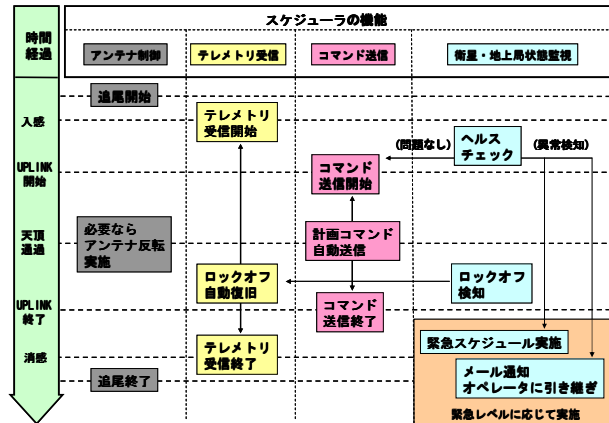 スケジューラの機能
時間
経過
アンテナ制御
テレメトリ受信
コマンド送信
衛星・地上局状態監視
追尾開始
入感
テレメトリ
受信開始
(問題なし)
ヘルス
チェック
(異常検知)
UPLINK
開始
コマンド
送信開始
天頂
通過
必要なら
アンテナ反転
実施
計画コマンド
自動送信
ロックオフ
自動復旧
ロックオフ
検知
UPLINK
終了
コマンド
送信終了
消感
テレメトリ
受信終了
緊急スケジュール実施
追尾終了
メール通知
オペレータに引き継ぎ
緊急レベルに応じて実施